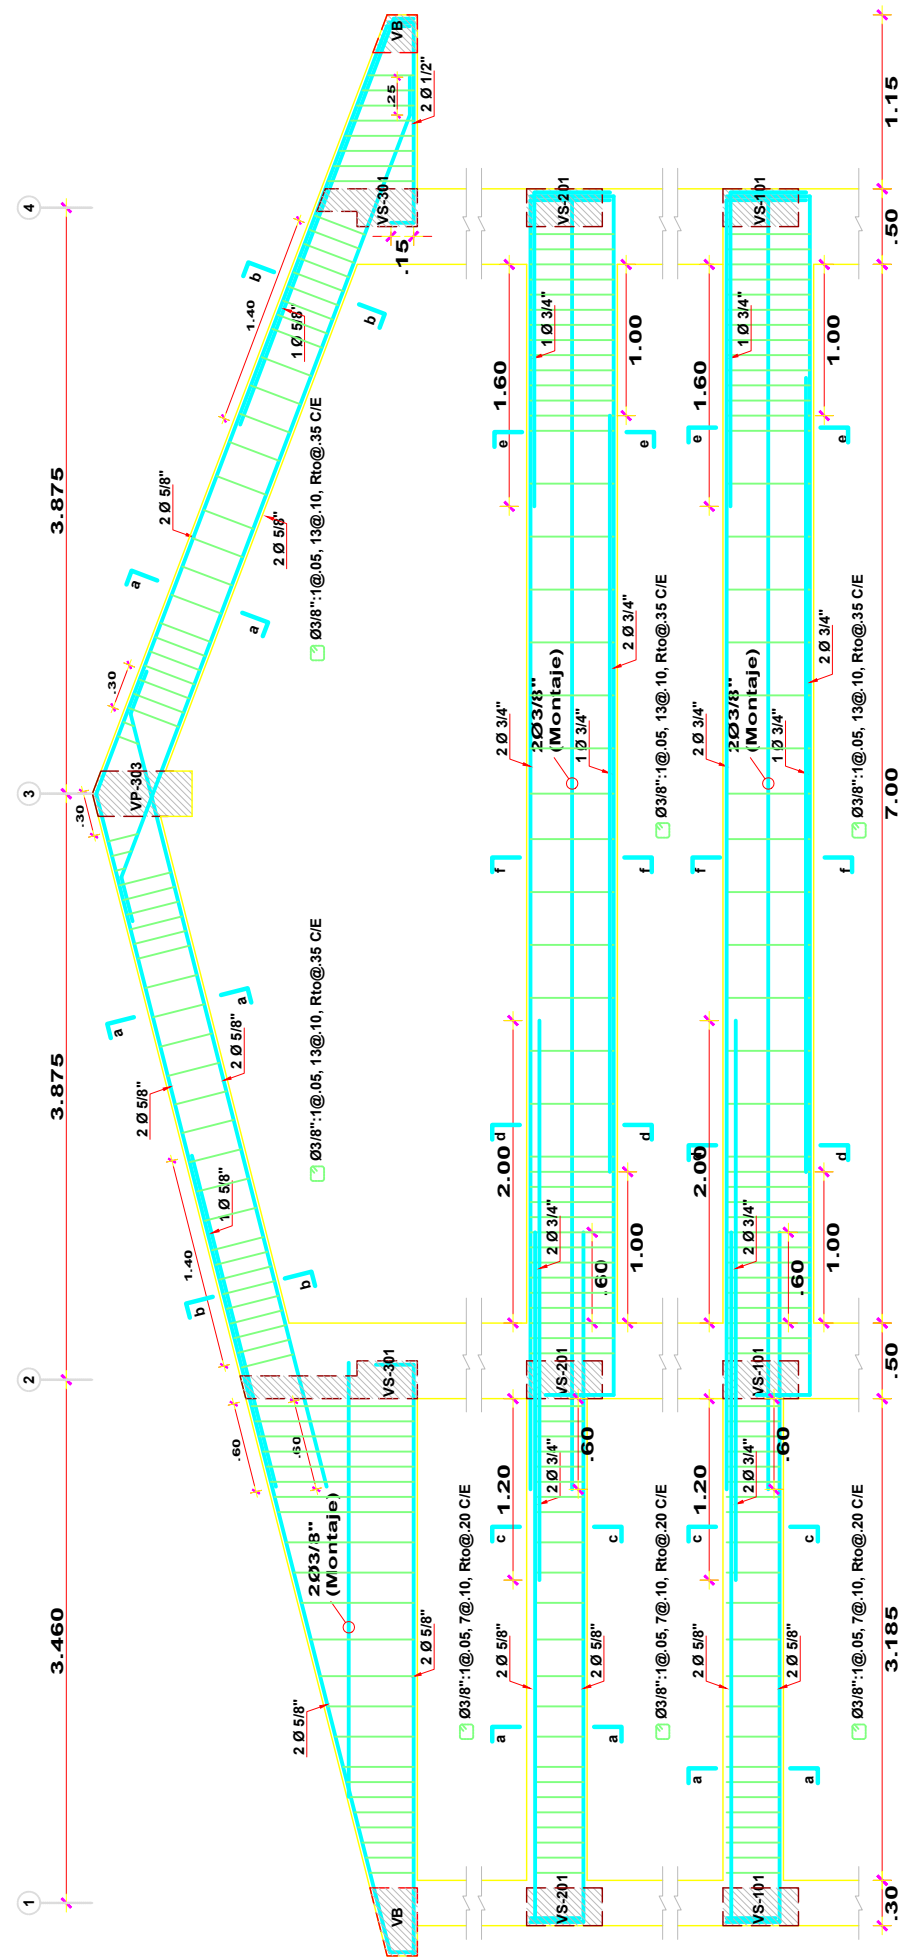 1
2
3
4
3.460
3.875
3.875
VB
2 Ø 5/8"
2Ø3/8"
(Montaje)
2 Ø 5/8"
.60
.60
VS-301
b
b
1.40
1 Ø 5/8"
2 Ø 5/8"
2 Ø 5/8"
a
a
.30
VP-303
.30
a
a
2 Ø 5/8"
2 Ø 5/8"
1.40
1 Ø 5/8"
b
b
VS-301
.15
.25
2 Ø 1/2"
VB
Ø3/8":1@.05, 13@.10, Rto@.35 C/E
Ø3/8":1@.05, 13@.10, Rto@.35 C/E
Ø3/8":1@.05, 7@.10, Rto@.20 C/E
VS-201
a
a
2 Ø 5/8"
2 Ø 5/8"
c
c
1.20
2 Ø 3/4"
.60
VS-201
2.00
2 Ø 3/4"
.60
1.00
d
d
f
f
2 Ø 3/4"
2Ø3/8"
(Montaje)
1 Ø 3/4"
2 Ø 3/4"
e
e
1.60
1 Ø 3/4"
1.00
VS-201
Ø3/8":1@.05, 7@.10, Rto@.20 C/E
Ø3/8":1@.05, 13@.10, Rto@.35 C/E
VS-101
a
a
2 Ø 5/8"
2 Ø 5/8"
c
c
1.20
2 Ø 3/4"
.60
VS-101
2.00
2 Ø 3/4"
.60
1.00
d
d
f
f
2 Ø 3/4"
2Ø3/8"
(Montaje)
1 Ø 3/4"
2 Ø 3/4"
e
e
1.60
1 Ø 3/4"
1.00
VS-101
Ø3/8":1@.05, 7@.10, Rto@.20 C/E
Ø3/8":1@.05, 13@.10, Rto@.35 C/E
.30
3.185
.50
7.00
.50
1.15